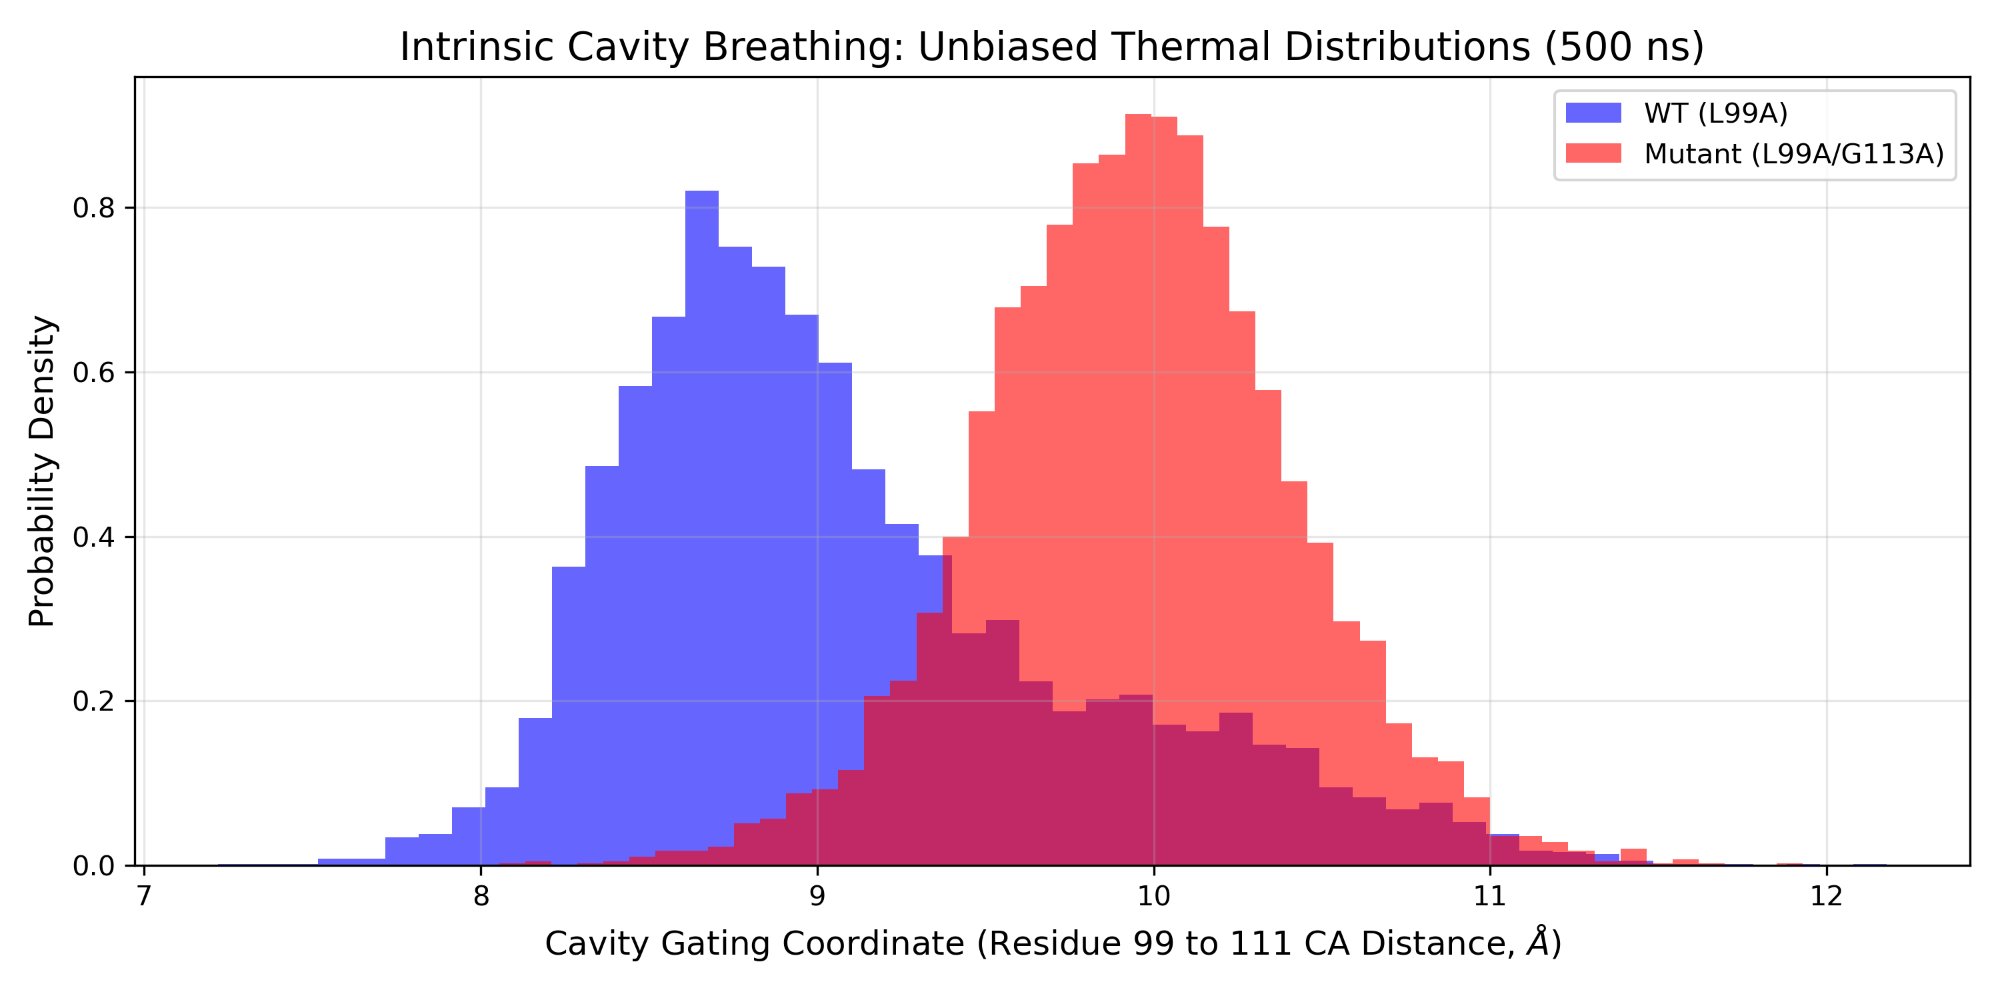 Intrinsic Cavity Breathing: Unbiased Thermal Distributions (500 ns)
WT (L99A)
Mutant (L99A/G113A)
Probability Density
0.8
0.6
0.4
0.2
0.0
7 8 9 10 11 12
Cavity Gating Coordinate (Residue 99 to 111 CA Distance, Å)